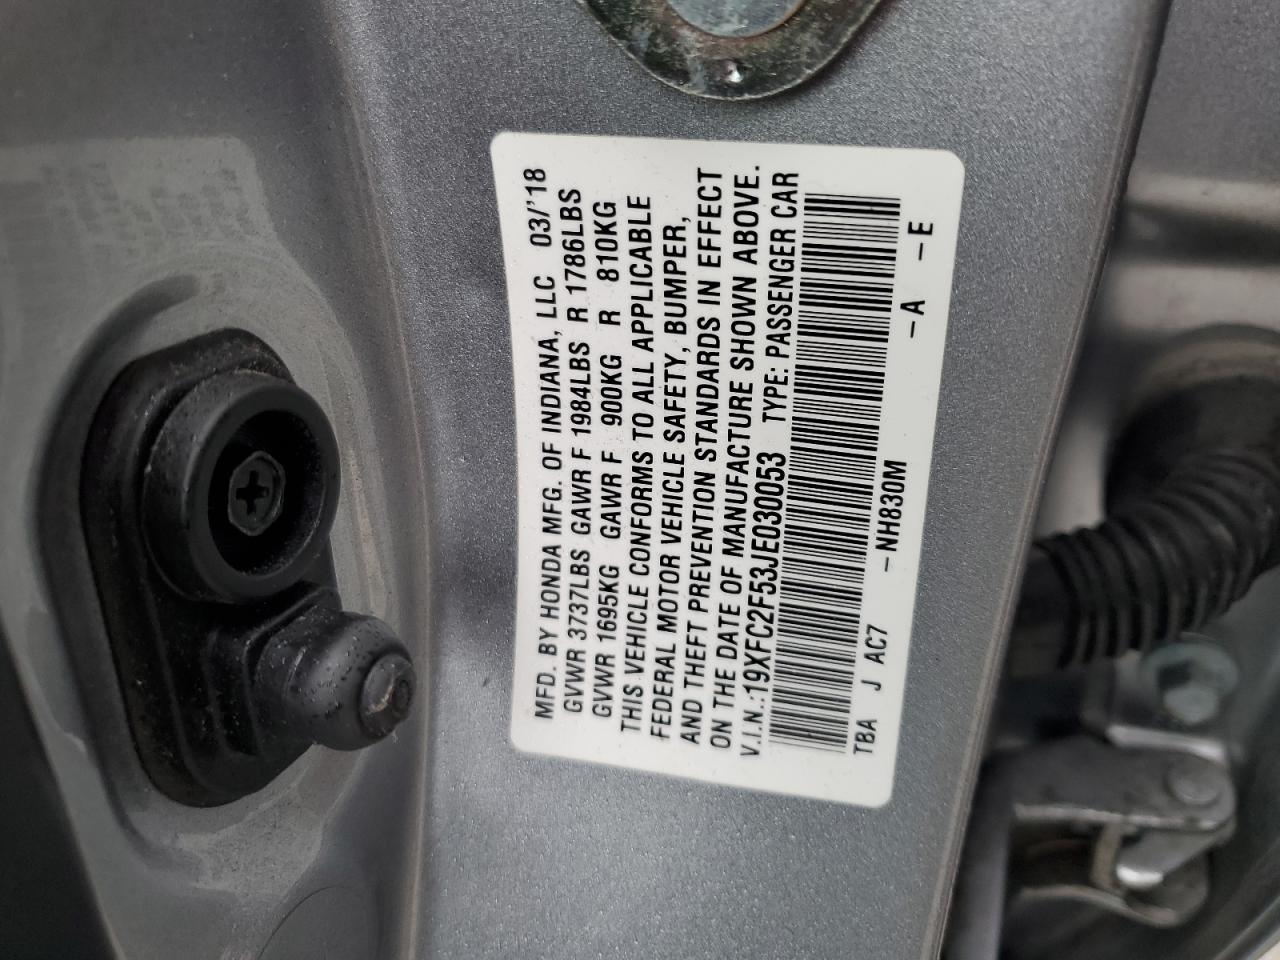 MFD. BY HONDA MFG. OF INDIANA, LLC 03/'18
GVWR 3737LBS GAWR F 1984LBS R 1786LBS
GVWR 1695KG GAWR F 900KG R 810KG
THIS VEHICLE CONFORMS TO ALL APPLICABLE
FEDERAL MOTOR VEHICLE SAFETY, BUMPER,
AND THEFT PREVENTION STANDARDS IN EFFECT
ON THE DATE OF MANUFACTURE SHOWN ABOVE.
V.I.N.:19XFC2F53JE030053 TYPE: PASSENGER CAR
TBA J AC7 –NH830M –A –E